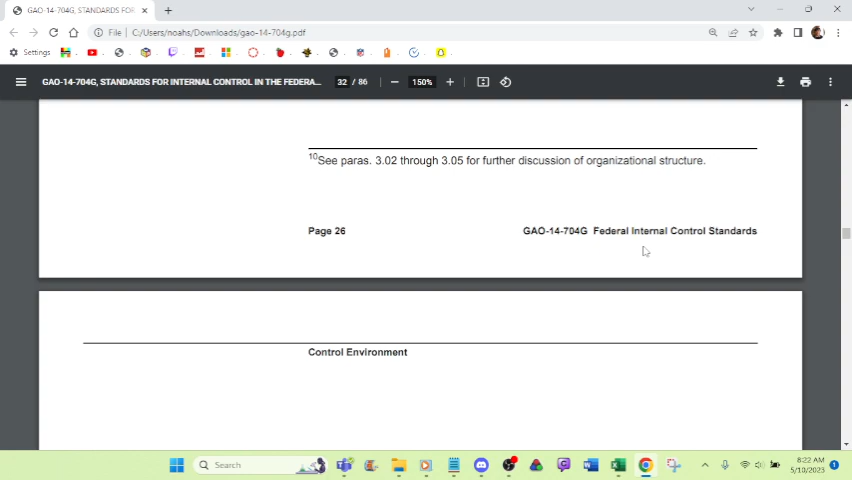 GAO-14-704G, STANDARDS FOR
File
C:/Users/noahs/Downloads/gao-14-704g.pdf
Settings
GAO-14-704G, STANDARDS FOR INTERNAL CONTROL IN THE FEDERA...
32 / 86
150%
10See paras. 3.02 through 3.05 for further discussion of organizational structure.
Page 26
GAO-14-704G Federal Internal Control Standards
Control Environment
Search
8:22 AM
5/10/2023